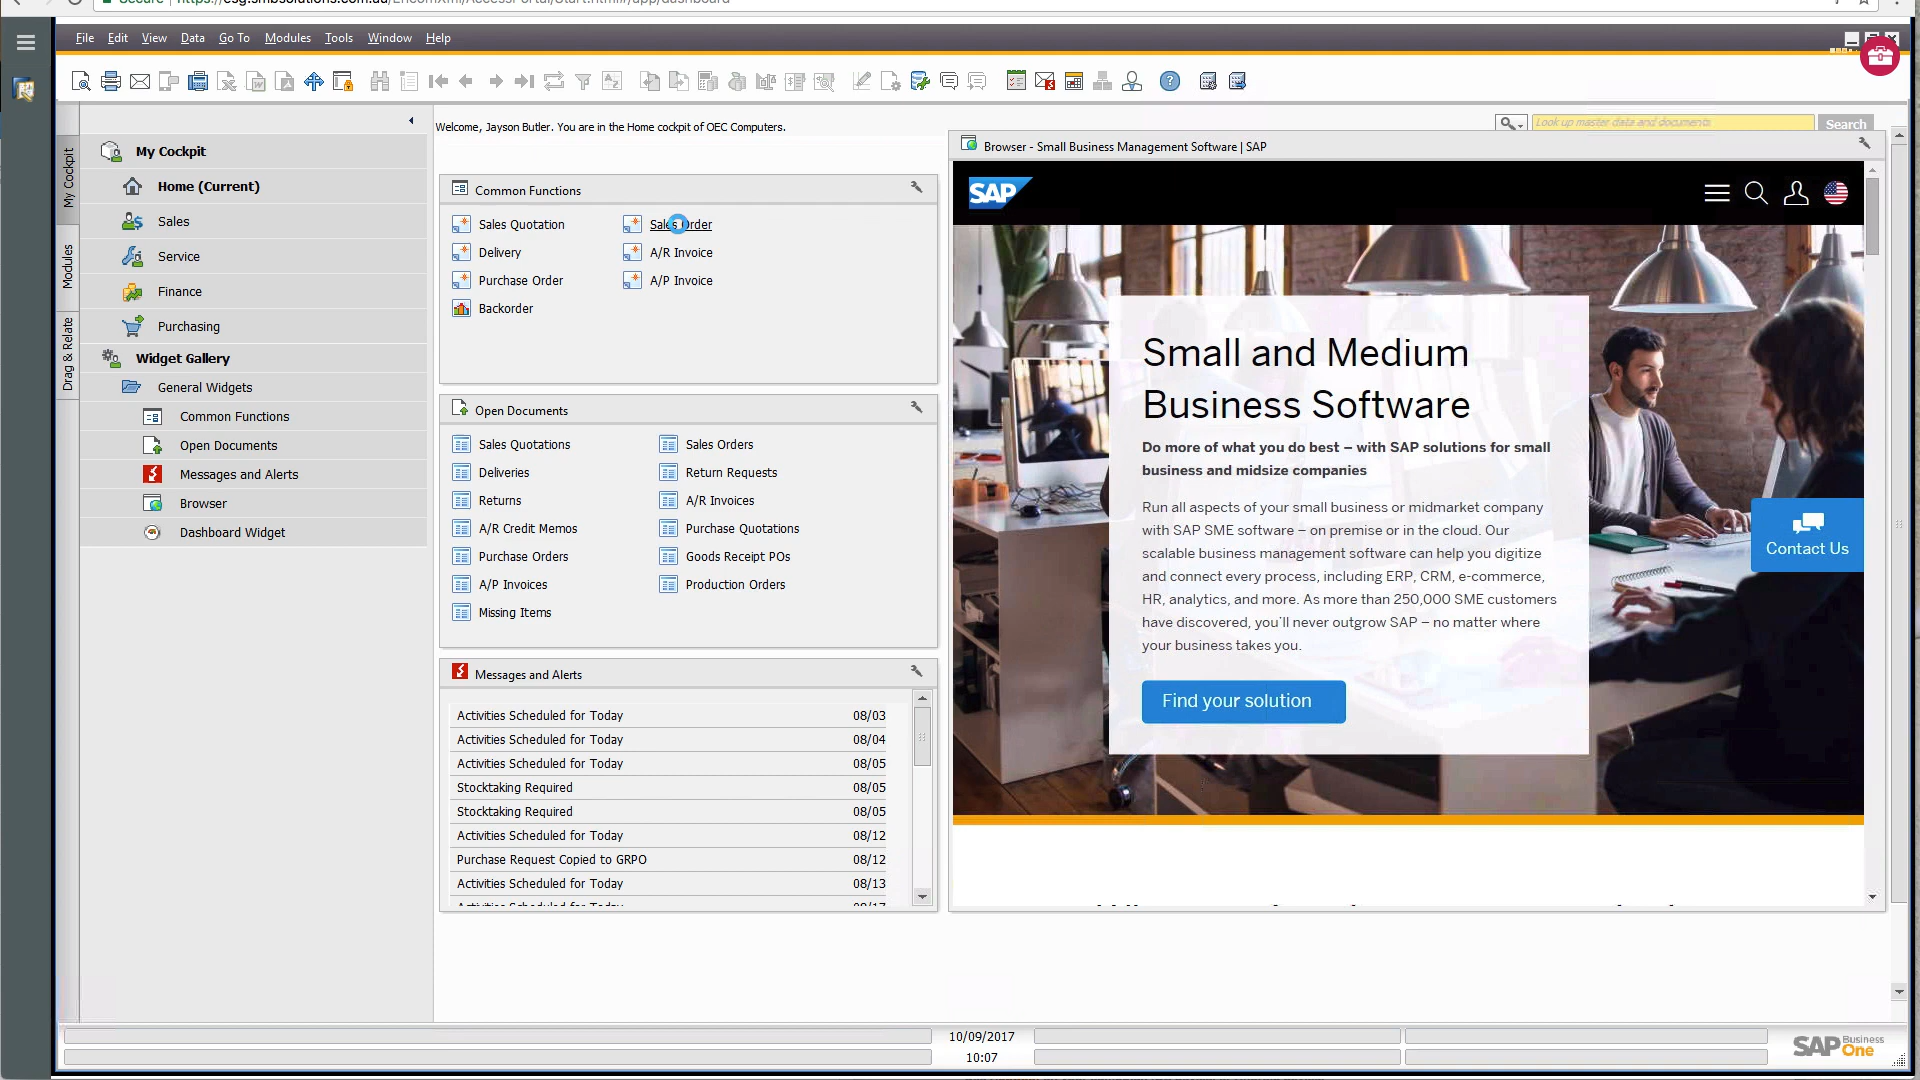 Secure
File Edit View Data Go To Modules Tools Window Help
Welcome, Jayson Butler. You are in the Home cockpit of OEC Computers.
Look up master data and documents
Search
My Cockpit
Modules
Drag & Relate
My Cockpit
Home (Current)
Sales
Service
Finance
Purchasing
Widget Gallery
General Widgets
Common Functions
Open Documents
Messages and Alerts
Browser
Dashboard Widget
Common Functions
Sales Quotation
Sales Order
Delivery
A/R Invoice
Purchase Order
A/P Invoice
Backorder
Open Documents
Sales Quotations
Sales Orders
Deliveries
Return Requests
Returns
A/R Invoices
A/R Credit Memos
Purchase Quotations
Purchase Orders
Goods Receipt POs
A/P Invoices
Production Orders
Missing Items
Messages and Alerts
Activities Scheduled for Today 08/03
Activities Scheduled for Today 08/04
Activities Scheduled for Today 08/05
Stocktaking Required 08/05
Stocktaking Required 08/05
Activities Scheduled for Today 08/12
Purchase Request Copied to GRPO 08/12
Activities Scheduled for Today 08/13
Browser - Small Business Management Software | SAP
SAP
Small and Medium
Business Software
Do more of what you do best – with SAP solutions for small
business and midsize companies
Run all aspects of your small business or midmarket company
with SAP SME software – on premise or in the cloud. Our
scalable business management software can help you digitize
and connect every process, including ERP, CRM, e-commerce,
HR, analytics, and more. As more than 250,000 SME customers
have discovered, you'll never outgrow SAP – no matter where
your business takes you.
Find your solution
Contact Us
10/09/2017
10:07
SAP Business One